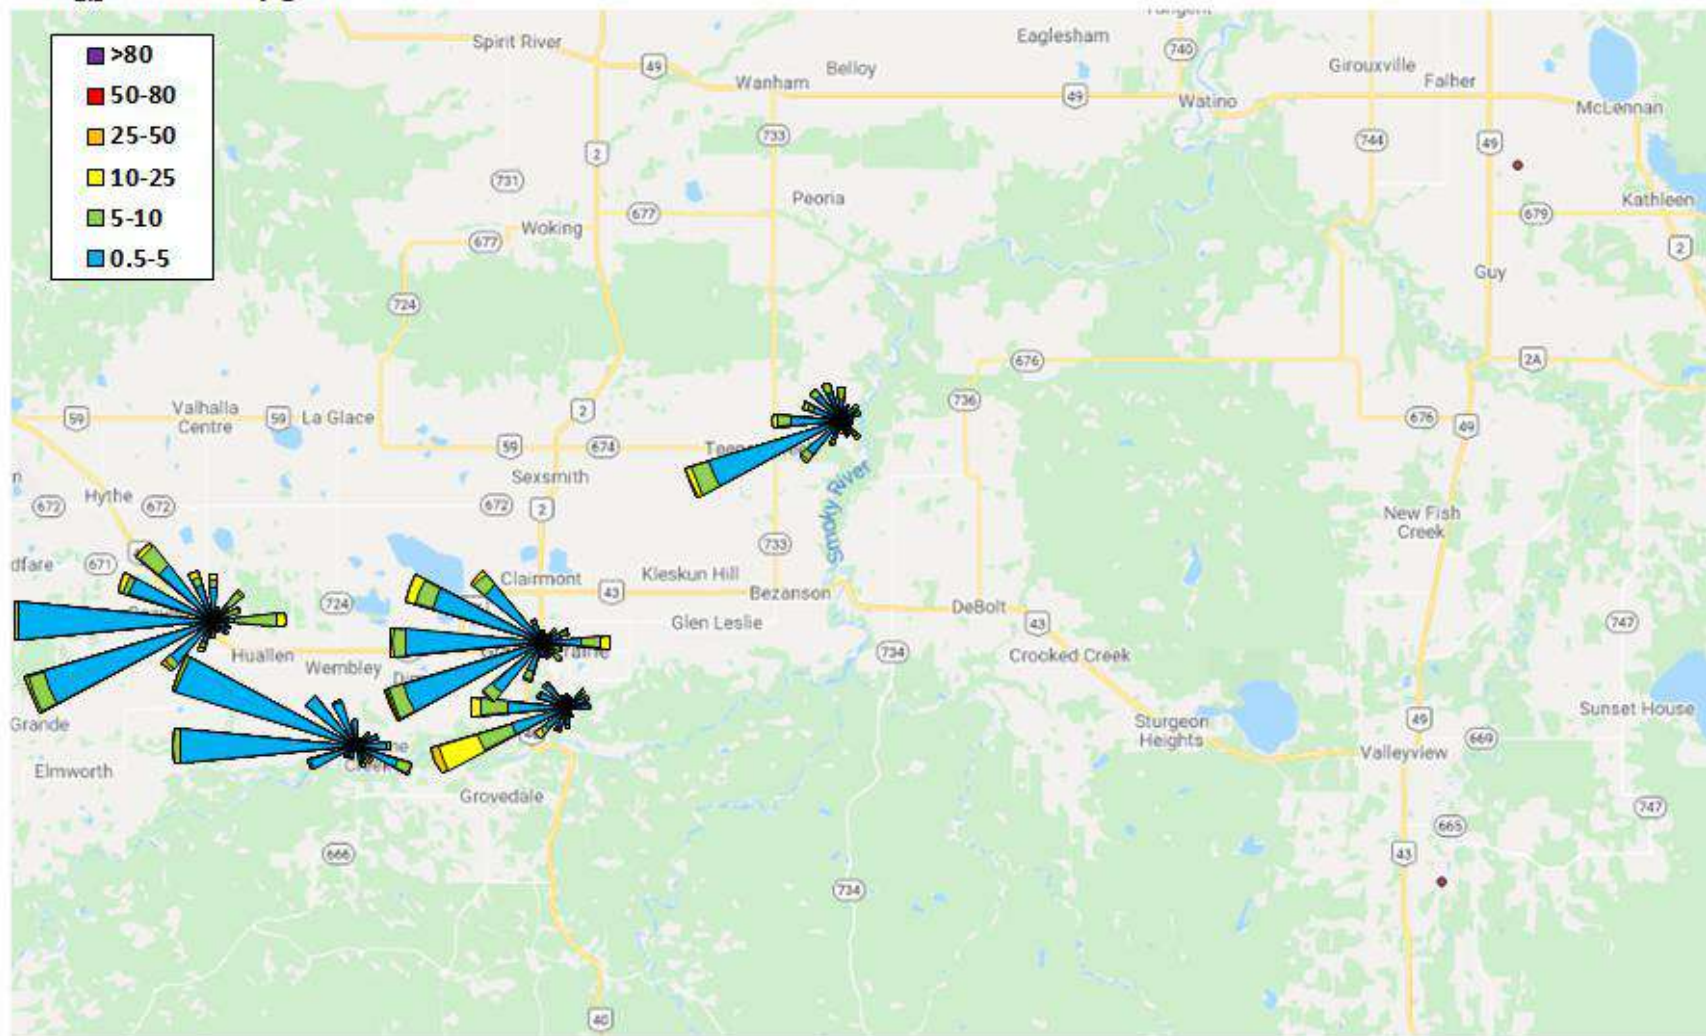 >80
50-80
25-50
10-25
5-10
0.5-5
Spirit River
49
Wanham
Belloy
Eaglesham
740
49
Watino
Girouxville
Falher
McLennan
733
2
731
744
49
Peoria
677
Woking
677
679
Kathleen
2
Guy
724
676
2A
59
Valhalla
Centre
59
La Glace
2
736
676
49
59
674
Sexsmith
Smoky River
Hythe
672
672
672
2
New Fish
Creek
733
671
Clairmont
Kleskun Hill
43
Bezanson
724
DeBolt
43
Glen Leslie
747
734
Huallen
Wembley
Crooked Creek
Grande
Sturgeon
Heights
49
669
Sunset House
Valleyview
Elmworth
Creek
Grovedale
747
665
666
43
734
40